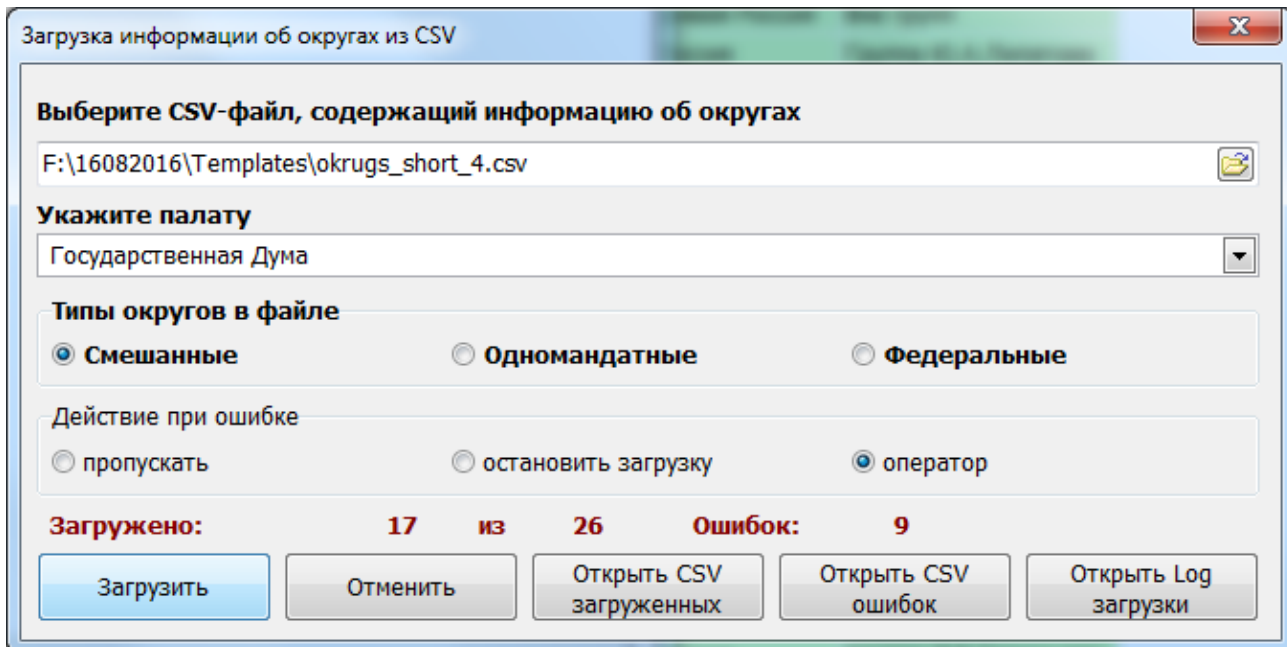 Загрузка информации об округах из CSV
Выберите CSV-файл, содержащий информацию об округах
F:\16082016\Templates\okrugs_short_4.csv
Укажите палату
Государственная Дума
Типы округов в файле
Смешанные Одномандатные Федеральные
Действие при ошибке
пропускать остановить загрузку оператор
Загружено: 17 из 26 Ошибок: 9
Загрузить Отменить Открыть CSV загруженных Открыть CSV ошибок Открыть Log загрузки